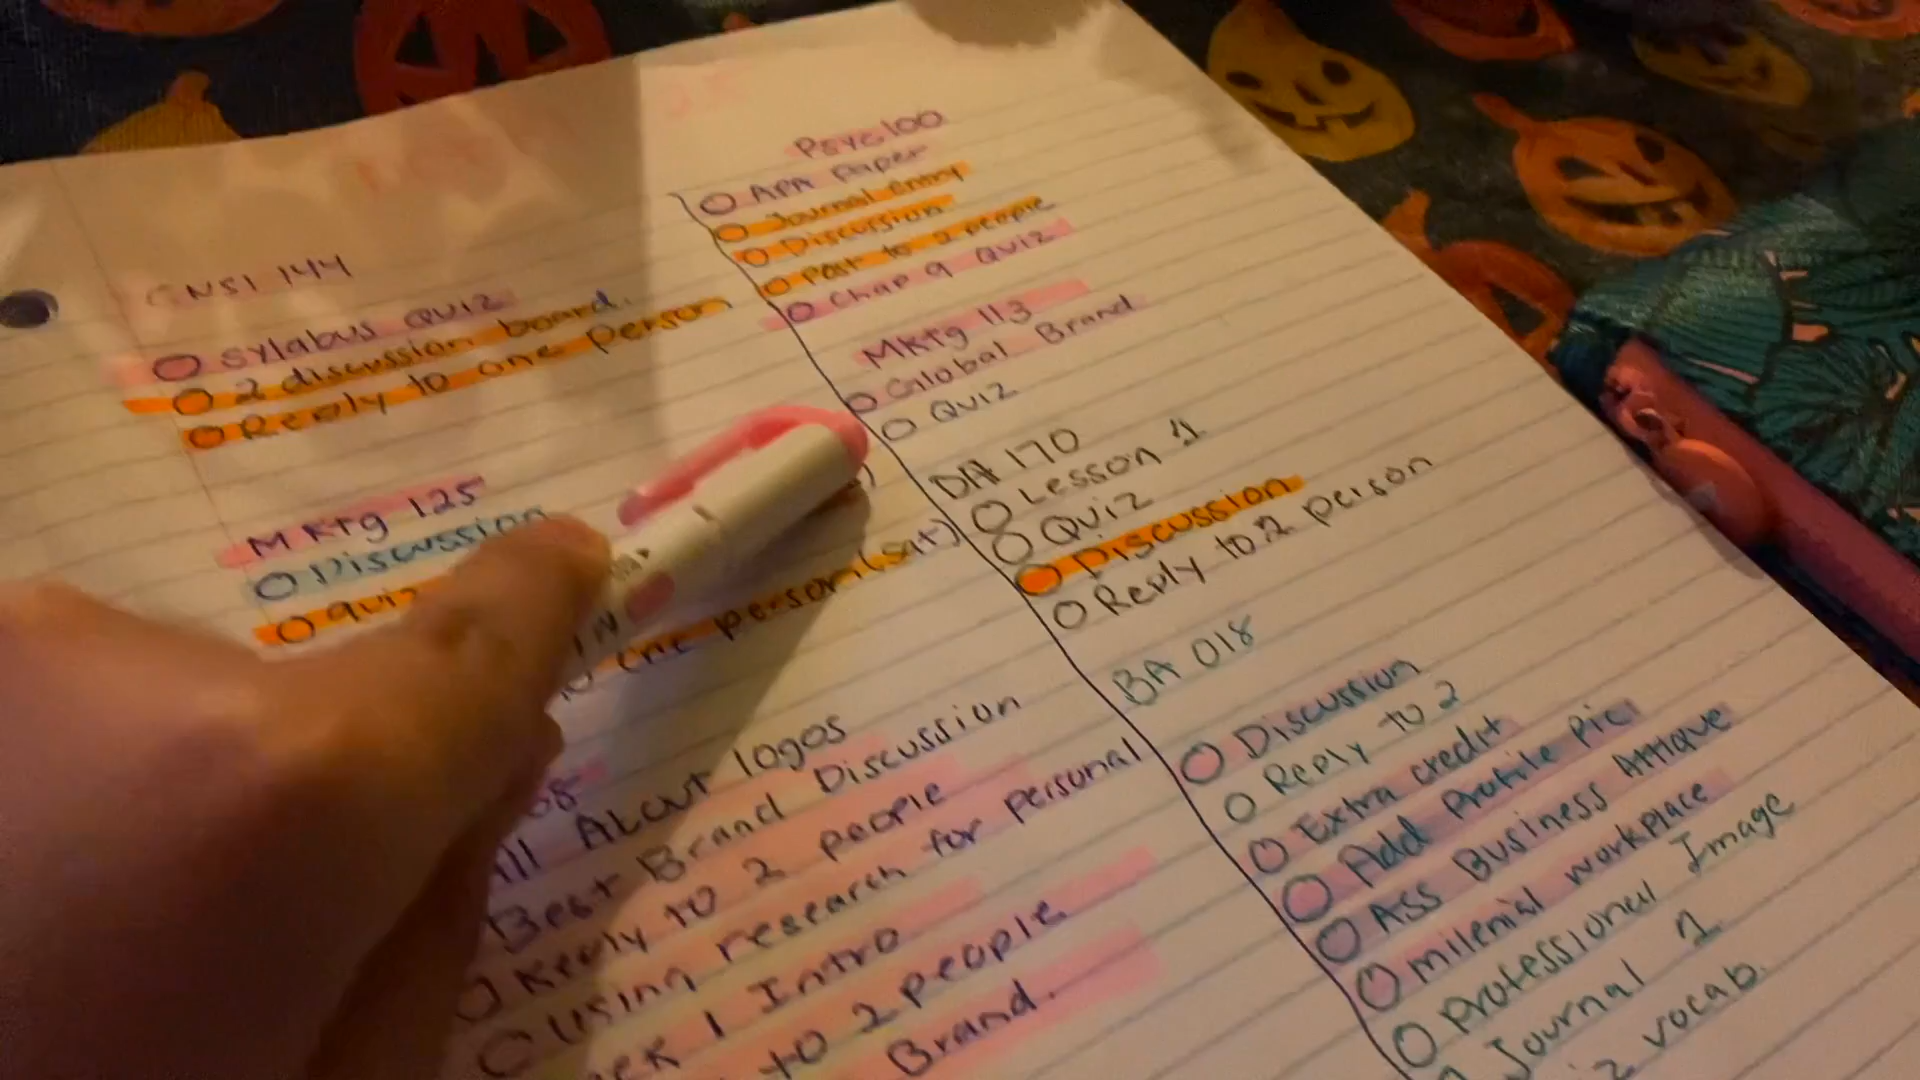 CNSI 144
Sylabus Quiz
2 discussion board.
Reply to one person
MKtg 125
Discussion
quiz
one person (sat)
All About logos
Best Brand Discussion
Reply to 2 people
Using research for personal
1 Intro
to 2 people
Brand.
Psyc100
APA Paper
Journal Entry
Discussion
Post to 2 people
Chap 9 Quiz
MKtg 113
Global Brand
Quiz
DA 170
Lesson 1
Quiz
Discussion
Reply to 2 person
BA 018
Discussion
Reply to 2
Extra credit
Add Profile Pic
Ass Business Attique
Milenial workplace
Professional Image
Journal 1
vocab.